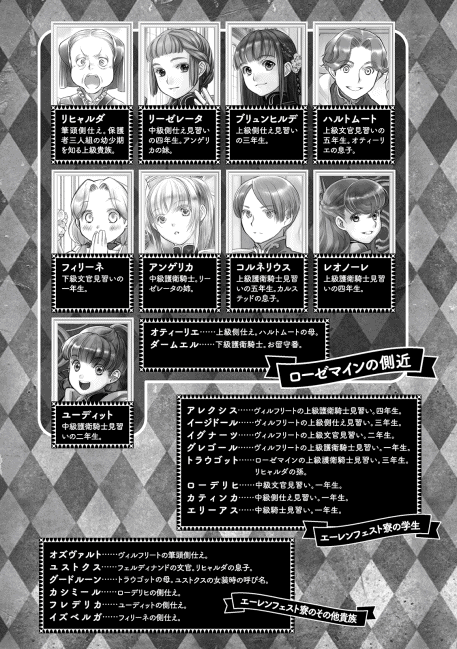 リヒャルダ
筆頭側仕え。保護
者三人組の幼少期
を知る上級貴族。
リーゼレータ
中級側仕え見習い
の四年生。アンゲリ
カの妹。
ブリュンヒルデ
上級側仕え見習い
の三年生。
ハルトムート
上級文官見習いの
五年生。オティーリ
エの息子。
フィリーネ
下級文官見習いの
一年生。
アンゲリカ
中級護衛騎士。リー
ゼレータの姉。
コルネリウス
上級護衛騎士見習
いの五年生。カルス
テッドの息子。
レオノーレ
上級護衛騎士見習
いの四年生。
ユーディット
中級護衛騎士見習
いの二年生。
オティーリエ……上級側仕え。ハルトムートの母。
ダームエル……下級護衛騎士。お留守番。
ローゼマインの側近
アレクシス……ヴィルフリートの上級護衛騎士見習い。四年生。
イージドール……ヴィルフリートの上級側仕え見習い。三年生。
イグナーツ……ヴィルフリートの上級文官見習い。二年生。
グレゴール……ヴィルフリートの上級護衛騎士見習い。一年生。
トラウゴット……ローゼマインの上級護衛騎士見習い。三年生。
リヒャルダの孫。
ローデリヒ……中級文官見習い。一年生。
カティンカ……中級側仕え見習い。一年生。
エリーアス……中級騎士見習い。一年生。
エーレンフェスト寮の学生
オズヴァルト……ヴィルフリートの筆頭側仕え。
ユストクス……フェルディナンドの文官。リヒャルダの息子。
グードルーン……トラウゴットの母。ユストクスの女装時の呼び名。
カシミール……ローデリヒの側仕え。
フレデリカ……ユーディットの側仕え。
イズベルガ……フィリーネの側仕え。
エーレンフェスト寮のその他貴族